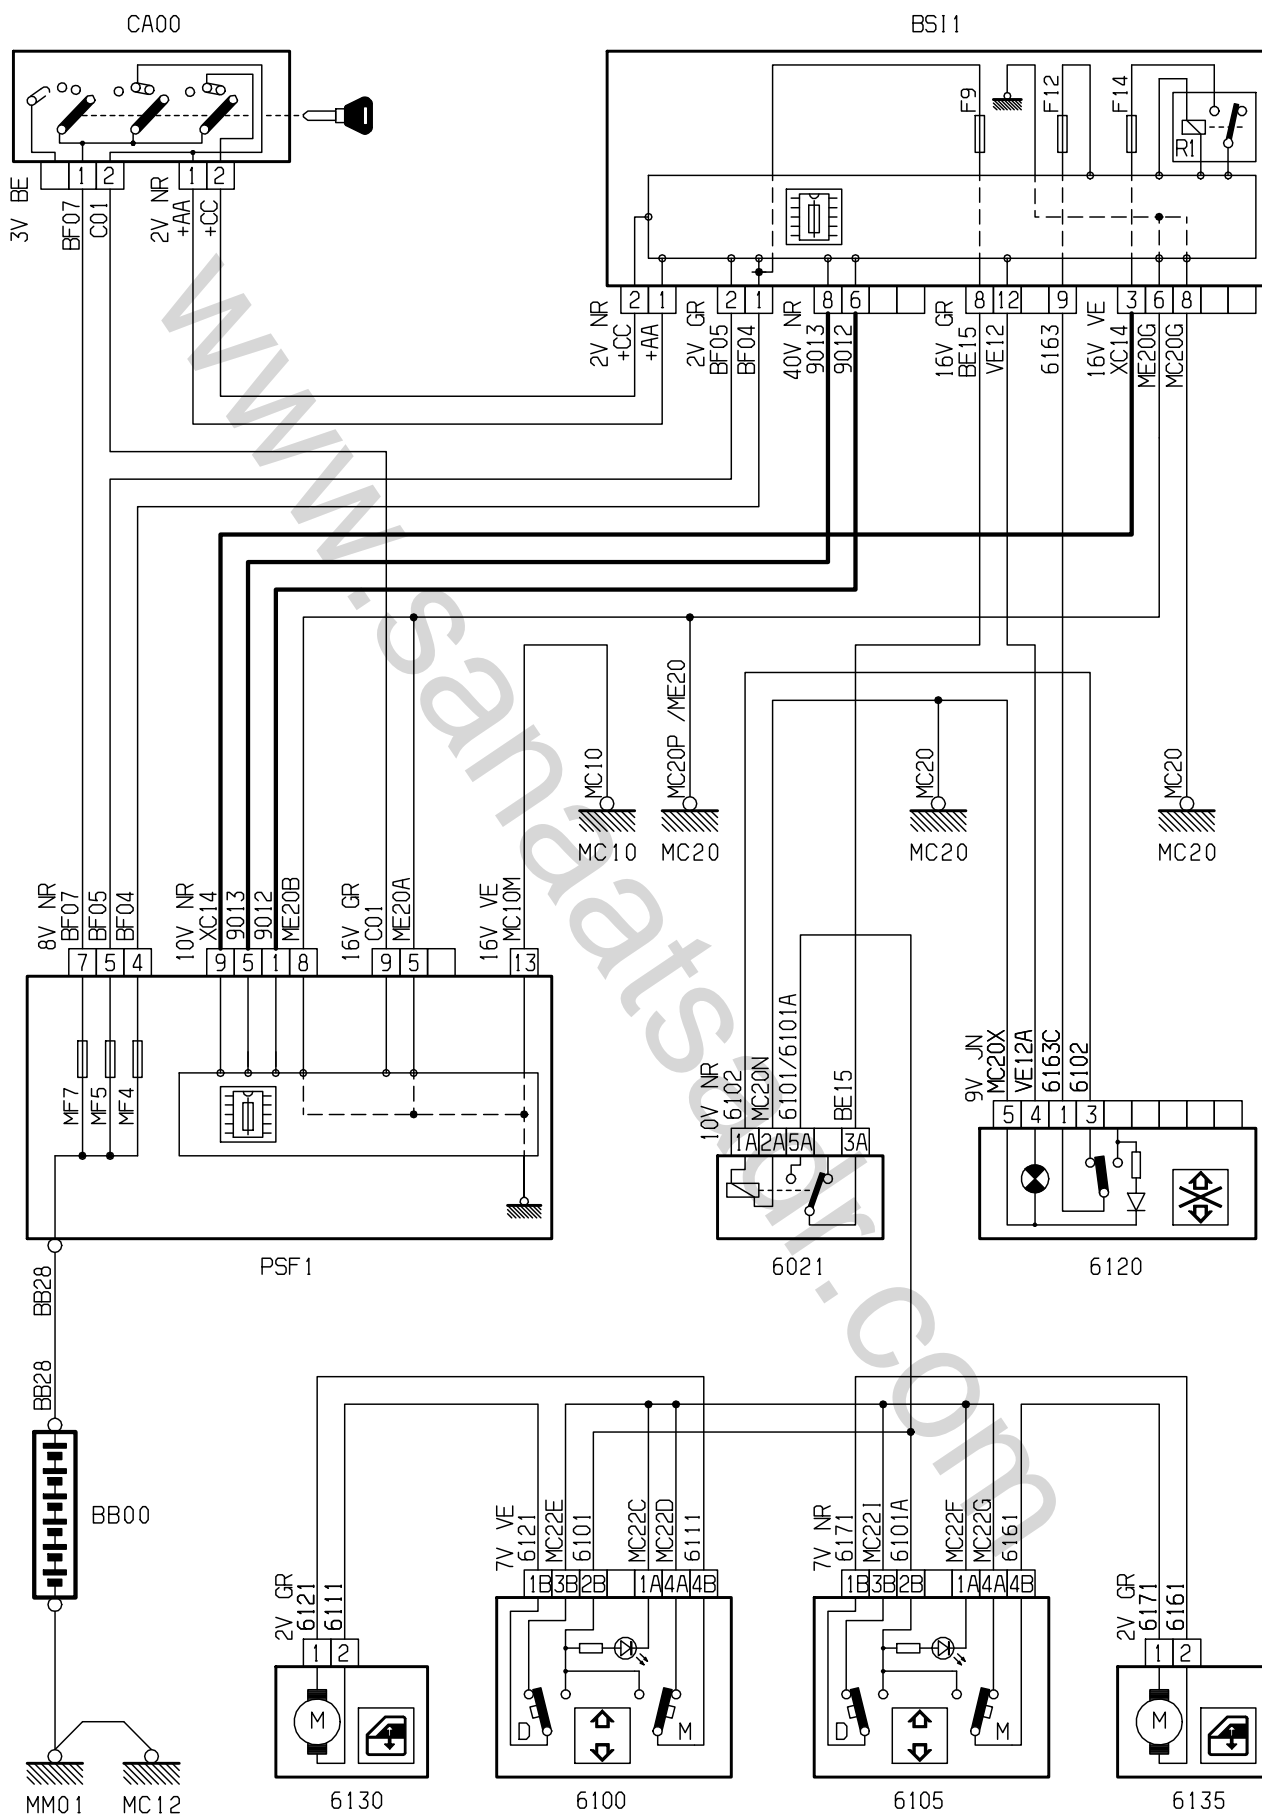 CA00
BSI1
F9
F12
F14
R1
1 2 1 2
3V BE
BF07
C01
2V NR
+AA
+CC
2 1 2 1 8 6 8 12 9 3 6 8
2V NR
+CC
+AA
2V GR
BF05
BF04
40V NR
9013
9012
16V GR
BE15
VE12
6163
16V VE
XC14
ME20G
MC20G
MC10
MC20P /ME20
MC20
MC20
MC10
MC20
MC20
MC20
8V NR
BF07
BF05
BF04
10V NR
XC14
9013
9012
ME20B
16V GR
C01
ME20A
16V VE
MC10M
7 5 4 9 5 1 8 9 5 13
MF7
MF5
MF4
PSF1
10V NR
6102
MC20N
6101/6101A
BE15
1A 2A 5A 3A
6021
9V JN
MC20X
VE12A
6163C
6102
5 4 1 3
6120
BB28
BB28
BB00
MM01
MC12
2V GR
6121
6111
1 2
M
6130
7V VE
6121
MC22E
6101
MC22C
MC22D
6111
1B 3B 2B 1A 4A 4B
D M
6100
7V NR
6171
MC22I
6101A
MC22F
MC22G
6161
1B 3B 2B 1A 4A 4B
D M
6105
2V GR
6171
6161
1 2
M
6135
www.sanaatsadr.com